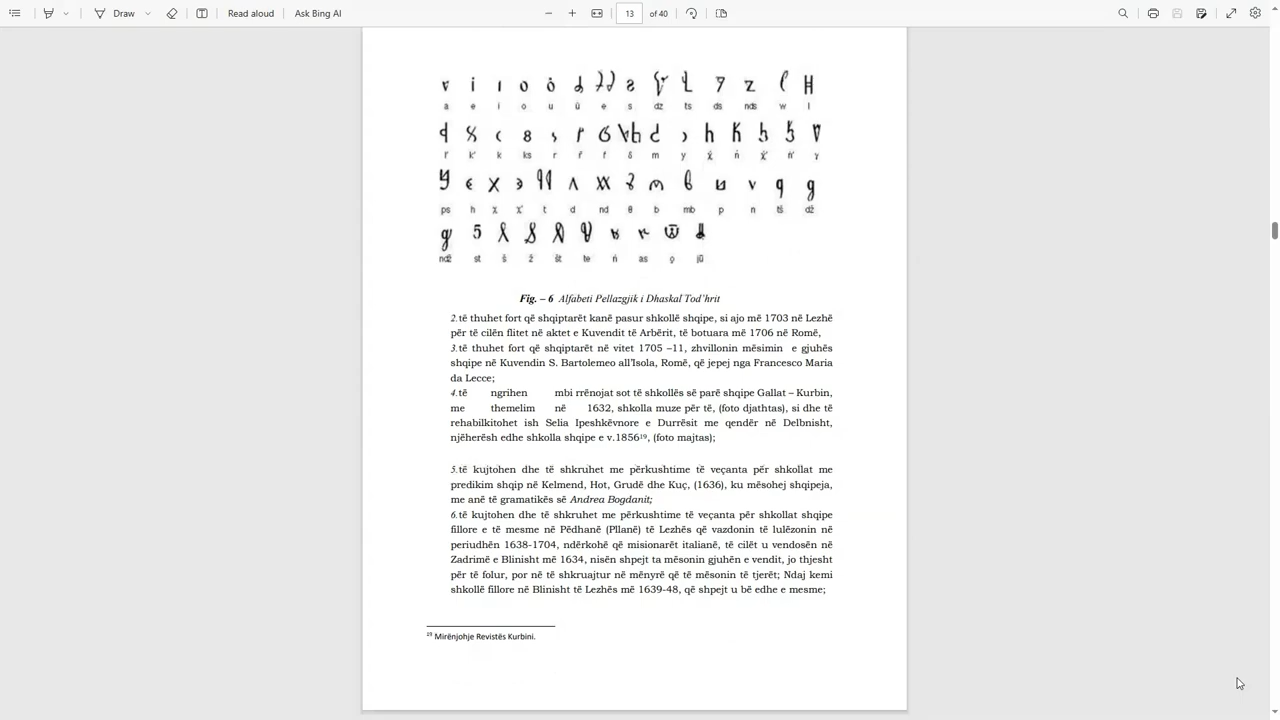 Draw
Read aloud
Ask Bing AI
13 of 40
a e i o u ü e s dz ts ds nds w l
ps h χ χ' t d nd θ b mb p n tš dž
ndž st š ž št te ń as
Fig. – 6 Alfabeti Pellazgjik i Dhaskal Tod'hrit
2.të thuhet fort që shqiptarët kanë pasur shkollë shqipe, si ajo më 1703 në Lezhë
për të cilën flitet në aktet e Kuvendit të Arbërit, të botuara më 1706 në Romë,
3.të thuhet fort që shqiptarët në vitet 1705 –11, zhvillonin mësimin e gjuhës
shqipe në Kuvendin S. Bartolemeo all'Isola, Romë, që jepej nga Francesco Maria
da Lecce;
4.të ngrihen mbi rrënojat sot të shkollës së parë shqipe Gallat – Kurbin,
me themelim në 1632, shkolla muze për të, (foto djathtas), si dhe të
rehabilkitohet ish Selia Ipeshkëvnore e Durrësit me qendër në Delbnisht,
njëherësh edhe shkolla shqipe e v.1856¹⁹, (foto majtas);
5.të kujtohen dhe të shkruhet me përkushtime të veçanta për shkollat me
predikim shqip në Kelmend, Hot, Grudë dhe Kuç, (1636), ku mësohej shqipeja,
me anë të gramatikës së Andrea Bogdanit;
6.të kujtohen dhe të shkruhet me përkushtime të veçanta për shkollat shqipe
fillore e të mesme në Pëdhanë (Pllanë) të Lezhës që vazdonin të lulëzonin në
periudhën 1638-1704, ndërkohë që misionarët italianë, të cilët u vendosën në
Zadrimë e Blinisht më 1634, nisën shpejt ta mësonin gjuhën e vendit, jo thjesht
për të folur, por në të shkruajtur në mënyrë që të mësonin të tjerët; Ndaj kemi
shkollë fillore në Blinisht të Lezhës më 1639-48, që shpejt u bë edhe e mesme;
¹⁹ Mirënjohje Revistës Kurbini.